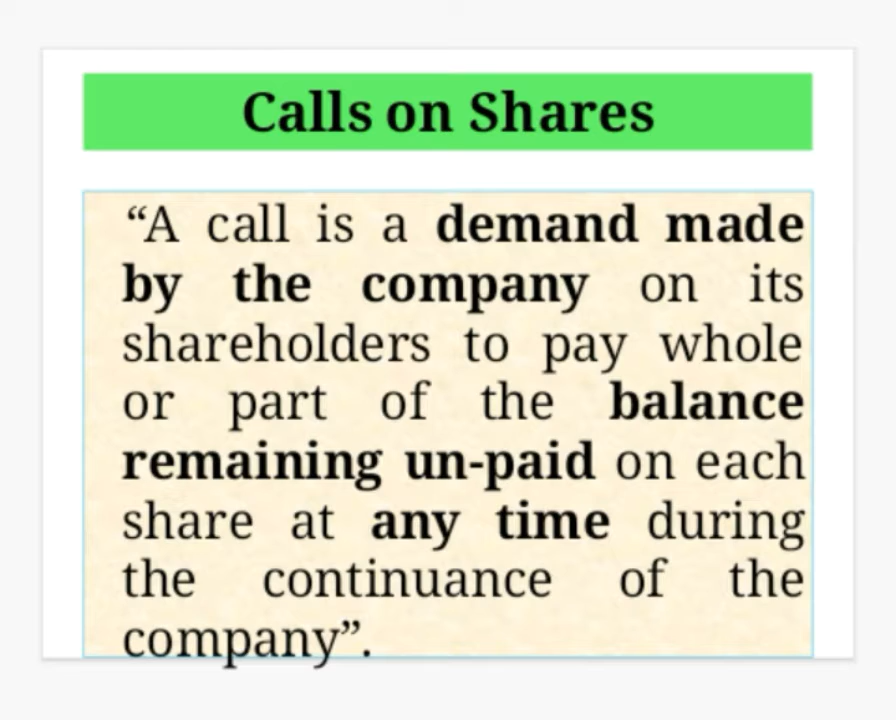 Calls on Shares
“A call is a demand made
by the company on its
shareholders to pay whole
or part of the balance
remaining un-paid on each
share at any time during
the continuance of the
company”.